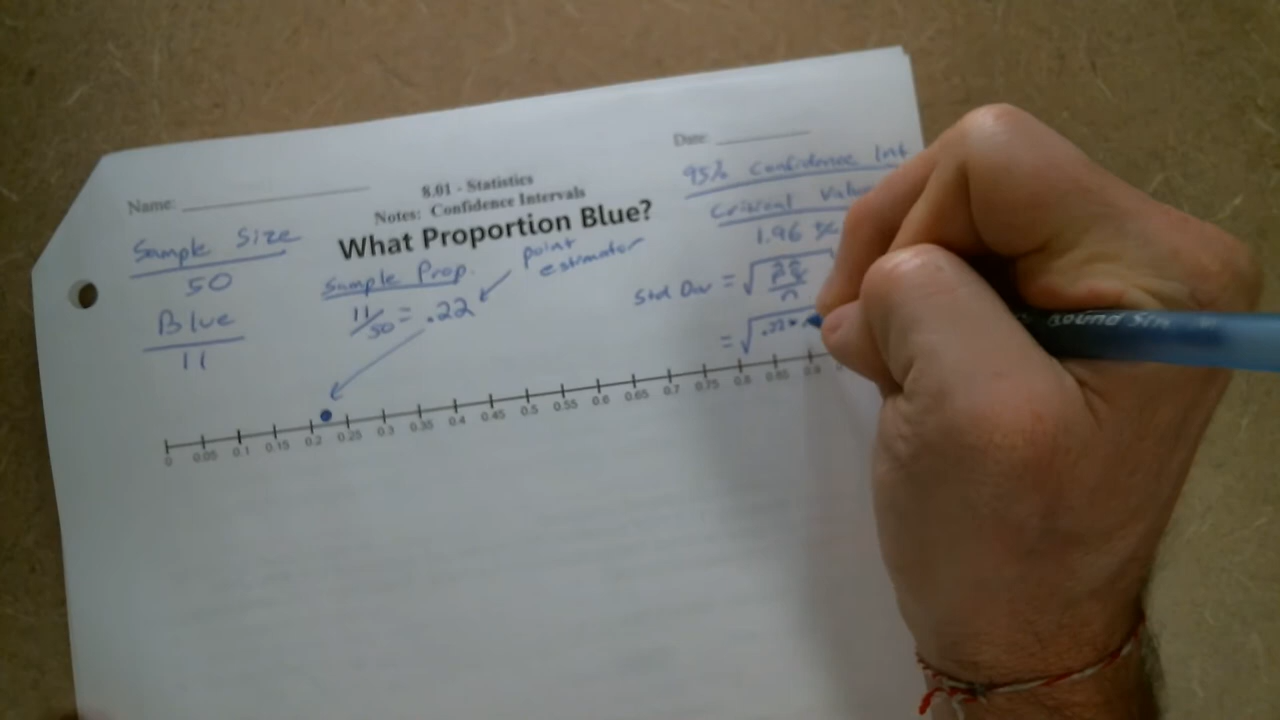 Name:
Date:
8.01 - Statistics
Notes: Confidence Intervals
What Proportion Blue?
Sample Size
50
Blue
11
Sample Prop.
11/50 = .22
point
estimator
95% Confidence Int
Critical
1.96
Std Dev = √
=
0 0.05 0.1 0.15 0.2 0.25 0.3 0.35 0.4 0.45 0.5 0.55 0.6 0.65 0.7 0.75 0.8 0.85 0.9